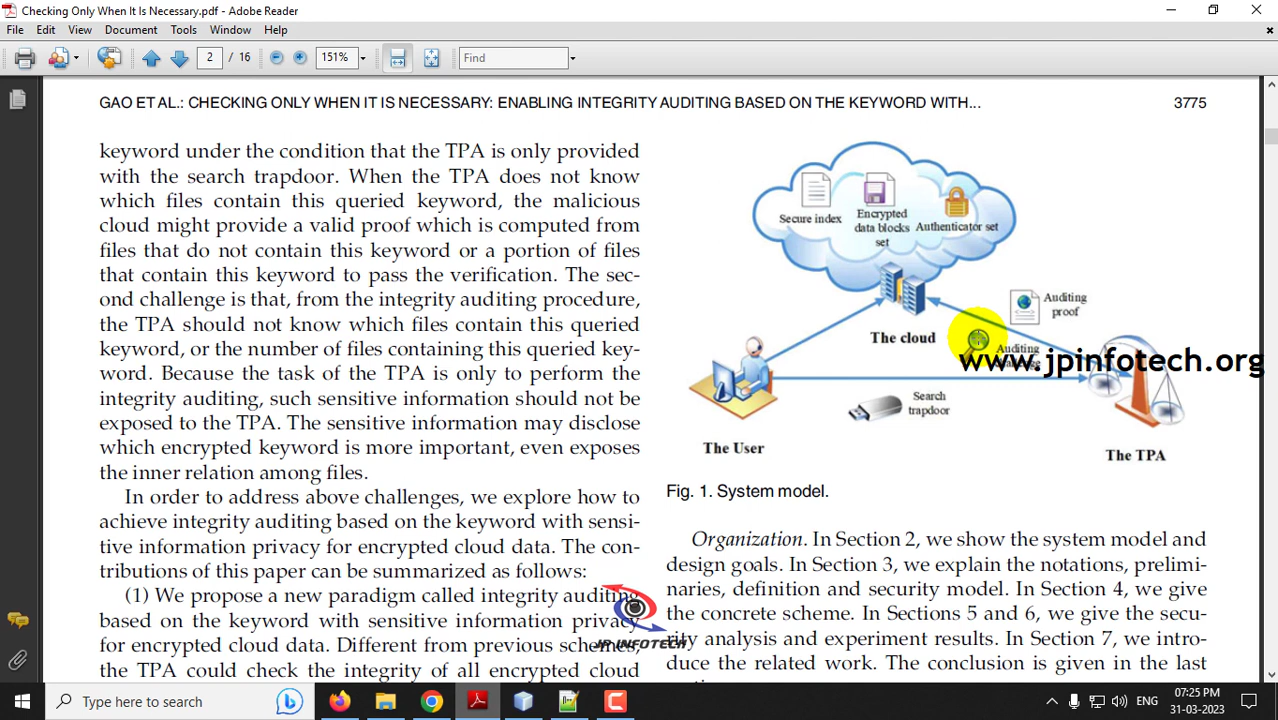 Checking Only When It Is Necessary.pdf - Adobe Reader
File Edit View Document Tools Window Help
2 / 16 151% Find
GAO ET AL.: CHECKING ONLY WHEN IT IS NECESSARY: ENABLING INTEGRITY AUDITING BASED ON THE KEYWORD WITH... 3775
keyword under the condition that the TPA is only provided
with the search trapdoor. When the TPA does not know
which files contain this queried keyword, the malicious
cloud might provide a valid proof which is computed from
files that do not contain this keyword or a portion of files
that contain this keyword to pass the verification. The sec-
ond challenge is that, from the integrity auditing procedure,
the TPA should not know which files contain this queried
keyword, or the number of files containing this queried key-
word. Because the task of the TPA is only to perform the
integrity auditing, such sensitive information should not be
exposed to the TPA. The sensitive information may disclose
which encrypted keyword is more important, even exposes
the inner relation among files.
In order to address above challenges, we explore how to
achieve integrity auditing based on the keyword with sensi-
tive information privacy for encrypted cloud data. The con-
tributions of this paper can be summarized as follows:
(1) We propose a new paradigm called integrity auditing
based on the keyword with sensitive information privacy
for encrypted cloud data. Different from previous schemes,
the TPA could check the integrity of all encrypted cloud
Secure index
Encrypted
data blocks
set
Authenticator set
The cloud
Auditing
proof
Auditing
www.jpinfotech.org
Search
trapdoor
The User
The TPA
Fig. 1. System model.
Organization. In Section 2, we show the system model and
design goals. In Section 3, we explain the notations, prelimi-
naries, definition and security model. In Section 4, we give
the concrete scheme. In Sections 5 and 6, we give the secu-
rity analysis and experiment results. In Section 7, we intro-
duce the related work. The conclusion is given in the last
JP INFOTECH
Type here to search
ENG
07:25 PM
31-03-2023